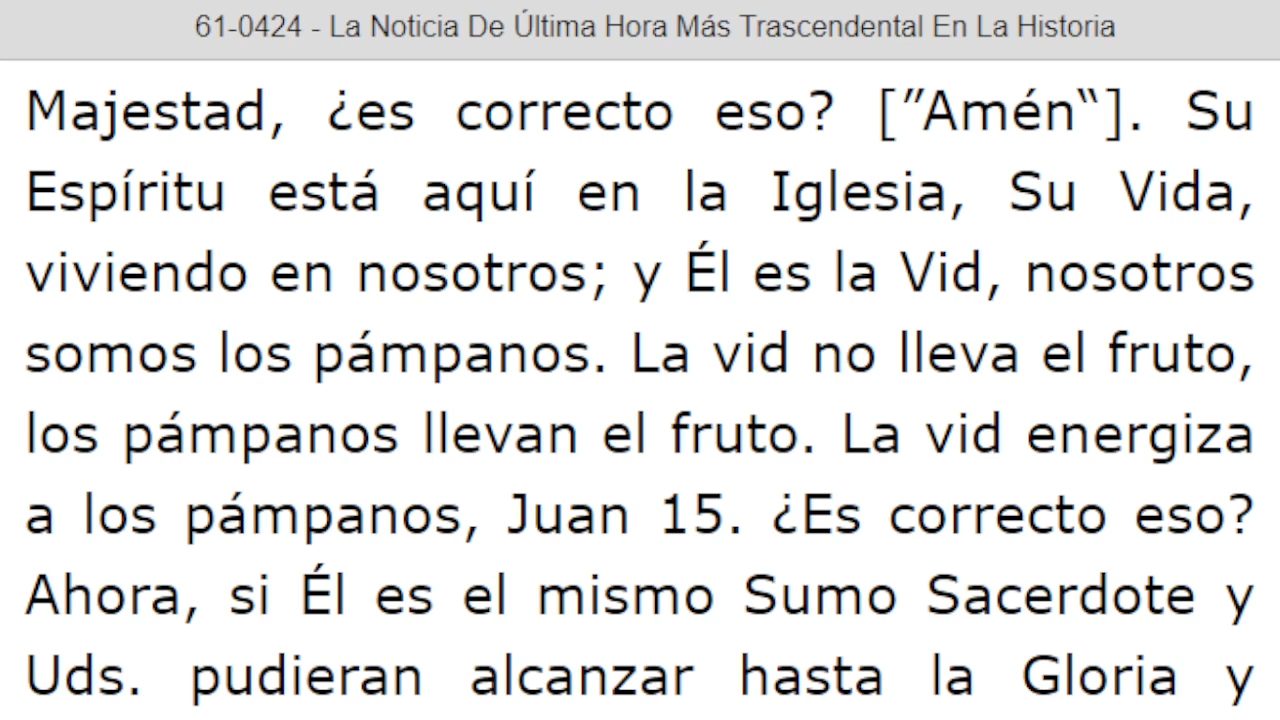 61-0424 - La Noticia De Última Hora Más Trascendental En La Historia
Majestad, ¿es correcto eso? [”Amén“]. Su
Espíritu está aquí en la Iglesia, Su Vida,
viviendo en nosotros; y Él es la Vid, nosotros
somos los pámpanos. La vid no lleva el fruto,
los pámpanos llevan el fruto. La vid energiza
a los pámpanos, Juan 15. ¿Es correcto eso?
Ahora, si Él es el mismo Sumo Sacerdote y
Uds. pudieran alcanzar hasta la Gloria y